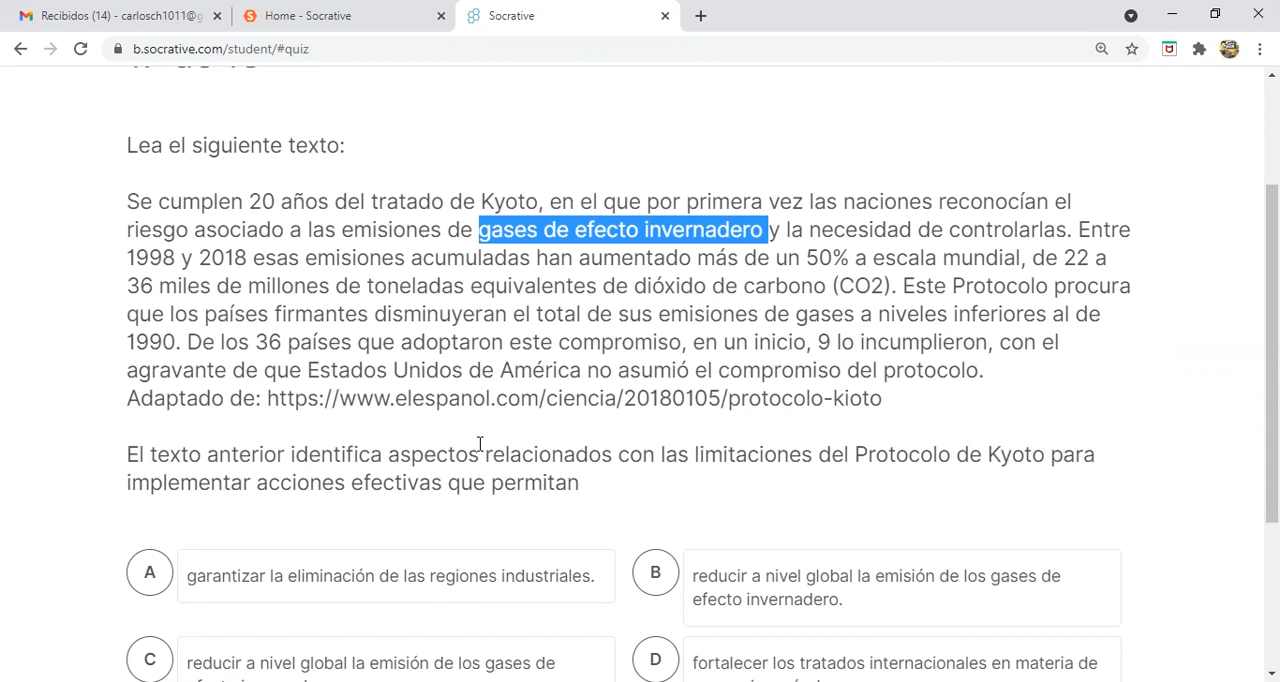 Recibidos (14) - carlosch1011@g
Home - Socrative
Socrative
b.socrative.com/student/#quiz
Lea el siguiente texto:
Se cumplen 20 años del tratado de Kyoto, en el que por primera vez las naciones reconocían el
riesgo asociado a las emisiones de gases de efecto invernadero y la necesidad de controlarlas. Entre
1998 y 2018 esas emisiones acumuladas han aumentado más de un 50% a escala mundial, de 22 a
36 miles de millones de toneladas equivalentes de dióxido de carbono (CO2). Este Protocolo procura
que los países firmantes disminuyeran el total de sus emisiones de gases a niveles inferiores al de
1990. De los 36 países que adoptaron este compromiso, en un inicio, 9 lo incumplieron, con el
agravante de que Estados Unidos de América no asumió el compromiso del protocolo.
Adaptado de: https://www.elespanol.com/ciencia/20180105/protocolo-kioto
El texto anterior identifica aspectos relacionados con las limitaciones del Protocolo de Kyoto para
implementar acciones efectivas que permitan
A garantizar la eliminación de las regiones industriales.
B reducir a nivel global la emisión de los gases de
efecto invernadero.
C reducir a nivel global la emisión de los gases de
D fortalecer los tratados internacionales en materia de